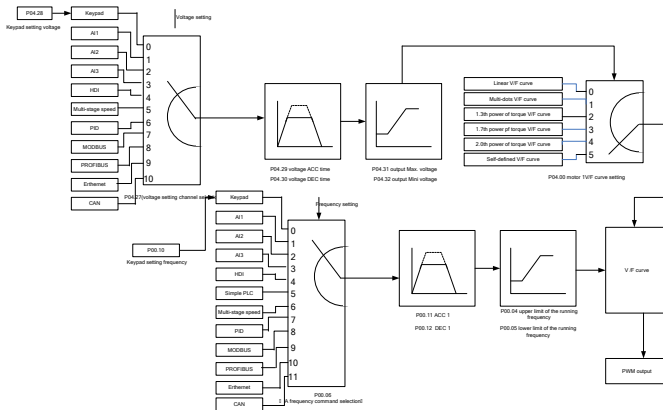 P04.28
Keypad setting voltage
Keypad
AI1
AI2
AI3
HDI
Multi-stage speed
PID
MODBUS
PROFIBUS
Erthernet
CAN
Voltage setting
0
1
2
3
4
5
6
7
8
9
10
P04.27(voltage setting channel se
P04.29 voltage ACC time
P04.30 voltage DEC time
P04.31 output Max. voltage
P04.32 output Mini voltage
Linear V/F curve
Multi-dots V/F curve
1.3th power of torque V/F curve
1.7th power pf torque V/F curve
2.0th power of torque V/F curve
Self-defined V/F curve
0
1
2
3
4
5
P04.00 motor 1V/F curve setting
P00.10
Keypad setting frequency
Keypad
AI1
AI2
AI3
HDI
Simple PLC
Multi-stage speed
PID
MODBUS
PROFIBUS
Erthernet
CAN
Frequency setting
0
1
2
3
4
5
6
7
8
9
10
11
P00.06
A frequency command selection
P00.11 ACC 1
P00.12 DEC 1
P00.04 upper limit of the running
frequency
P00.05 lower limit of the running
frequency
V /F curve
PWM output